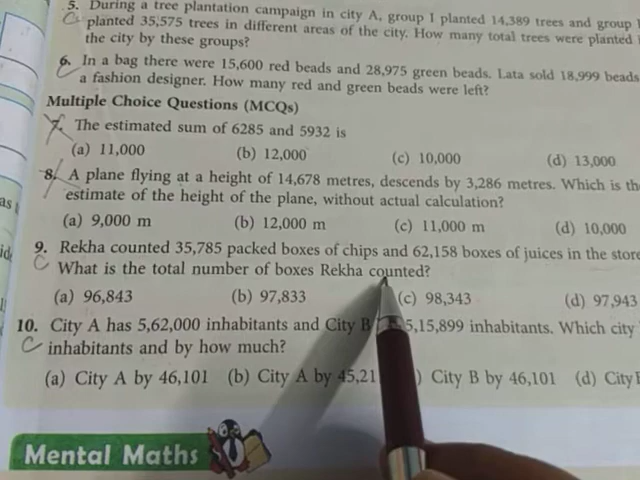 5. During a tree plantation campaign in city A, group 1 planted 14,389 trees and group
C planted 35,575 trees in different areas of the city. How many total trees were planted
the city by these groups?
6. In a bag there were 15,600 red beads and 28,975 green beads. Lata sold 18,999 beads
a fashion designer. How many red and green beads were left?
Multiple Choice Questions (MCQs)
7. The estimated sum of 6285 and 5932 is
(a) 11,000 (b) 12,000 (c) 10,000 (d) 13,000
8. A plane flying at a height of 14,678 metres, descends by 3,286 metres. Which is the
estimate of the height of the plane, without actual calculation?
(a) 9,000 m (b) 12,000 m (c) 11,000 m (d) 10,000
9. Rekha counted 35,785 packed boxes of chips and 62,158 boxes of juices in the store
C What is the total number of boxes Rekha counted?
(a) 96,843 (b) 97,833 (c) 98,343 (d) 97,943
10. City A has 5,62,000 inhabitants and City B 5,15,899 inhabitants. Which city
C inhabitants and by how much?
(a) City A by 46,101 (b) City A by 45,21 ) City B by 46,101 (d) City
Mental Maths